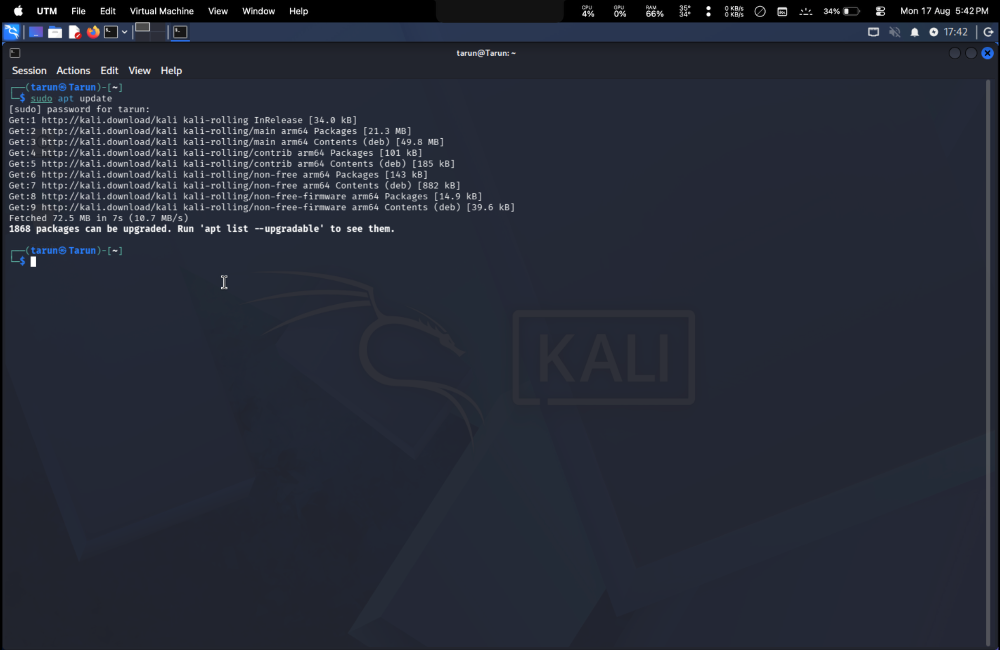 UTM File Edit Virtual Machine View Window Help CPU 4% GPU 0% RAM 66% 35° 34° 0 KB/s 0 KB/s 34% Mon 17 Aug 5:42 PM
17:42
tarun@Tarun: ~
Session Actions Edit View Help
┌──(tarun㉿Tarun)-[~]
└─$ sudo apt update
[sudo] password for tarun:
Get:1 http://kali.download/kali kali-rolling InRelease [34.0 kB]
Get:2 http://kali.download/kali kali-rolling/main arm64 Packages [21.3 MB]
Get:3 http://kali.download/kali kali-rolling/main arm64 Contents (deb) [49.8 MB]
Get:4 http://kali.download/kali kali-rolling/contrib arm64 Packages [101 kB]
Get:5 http://kali.download/kali kali-rolling/contrib arm64 Contents (deb) [185 kB]
Get:6 http://kali.download/kali kali-rolling/non-free arm64 Packages [143 kB]
Get:7 http://kali.download/kali kali-rolling/non-free arm64 Contents (deb) [882 kB]
Get:8 http://kali.download/kali kali-rolling/non-free-firmware arm64 Packages [14.9 kB]
Get:9 http://kali.download/kali kali-rolling/non-free-firmware arm64 Contents (deb) [39.6 kB]
Fetched 72.5 MB in 7s (10.7 MB/s)
1868 packages can be upgraded. Run 'apt list --upgradable' to see them.
┌──(tarun㉿Tarun)-[~]
└─$
KALI